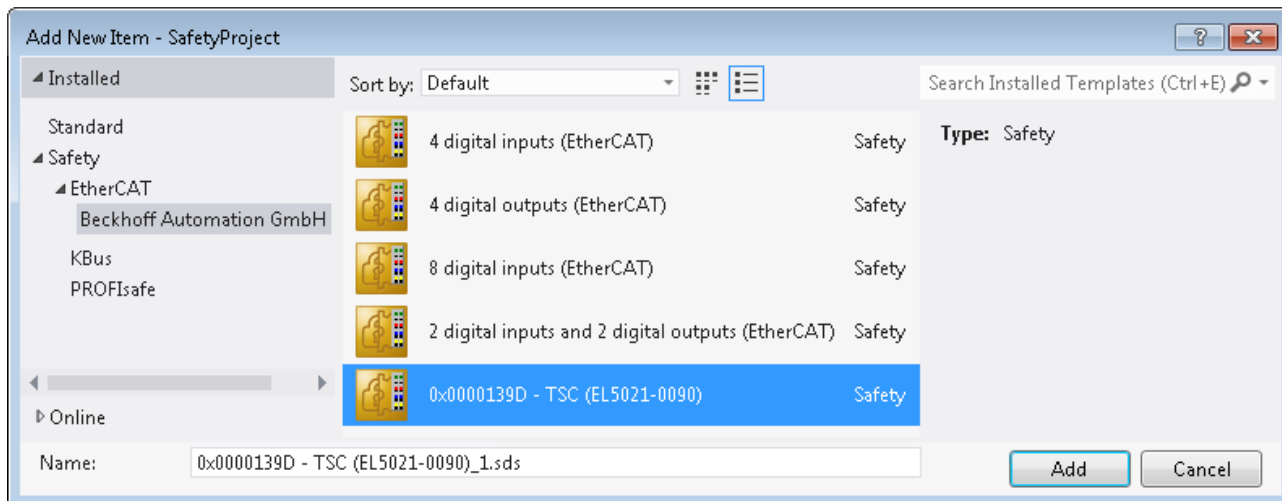 Add New Item - SafetyProject
Installed
Sort by: Default
Search Installed Templates (Ctrl+E)
Standard
Safety
EtherCAT
Beckhoff Automation GmbH
KBus
PROFIsafe
Online
4 digital inputs (EtherCAT) Safety
4 digital outputs (EtherCAT) Safety
8 digital inputs (EtherCAT) Safety
2 digital inputs and 2 digital outputs (EtherCAT) Safety
0x0000139D - TSC (EL5021-0090) Safety
Type: Safety
Name: 0x0000139D - TSC (EL5021-0090)_1.sds
Add Cancel